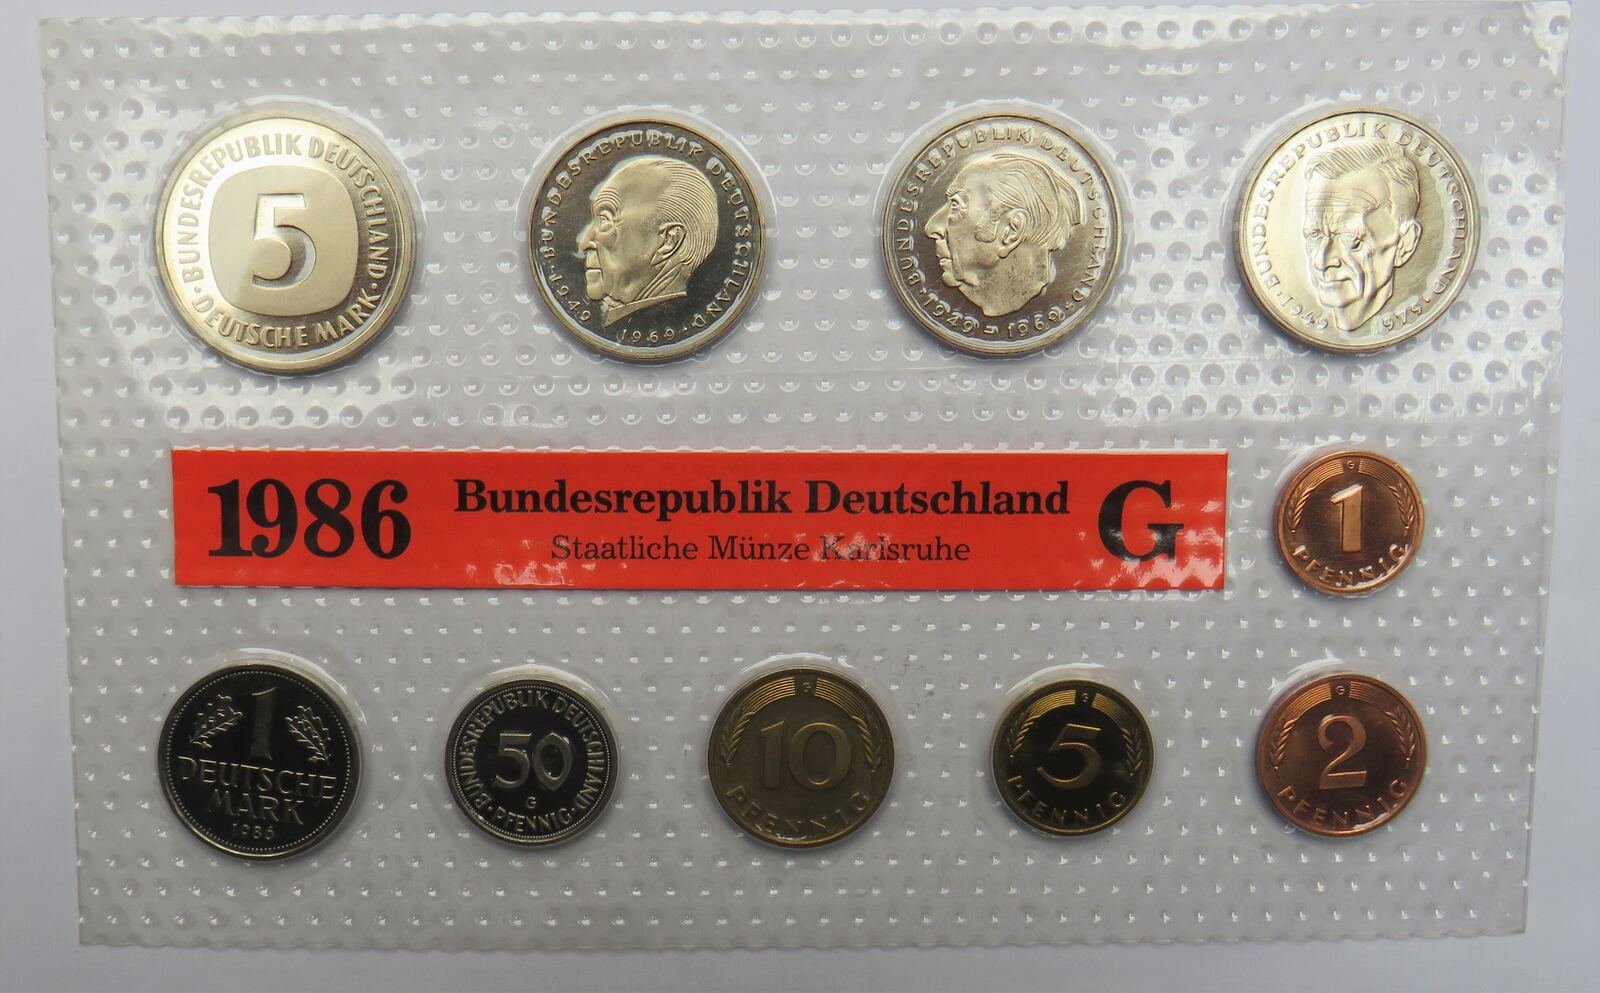 BUNDESREPUBLIK DEUTSCHLAND
5
DEUTSCHE MARK
BUNDESREPUBLIK DEUTSCHLAND
1949 1969
BUNDESREPUBLIK DEUTSCHLAND
1949 - 1969
BUNDESREPUBLIK DEUTSCHLAND
1949 1979
1986 Bundesrepublik Deutschland G
Staatliche Münze Karlsruhe
G
1
PFENNIG
1
DEUTSCHE
MARK
1986
BUNDESREPUBLIK DEUTSCHLAND
50
G
PFENNIG
G
10
PFENNIG
G
5
PFENNIG
G
2
PFENNIG